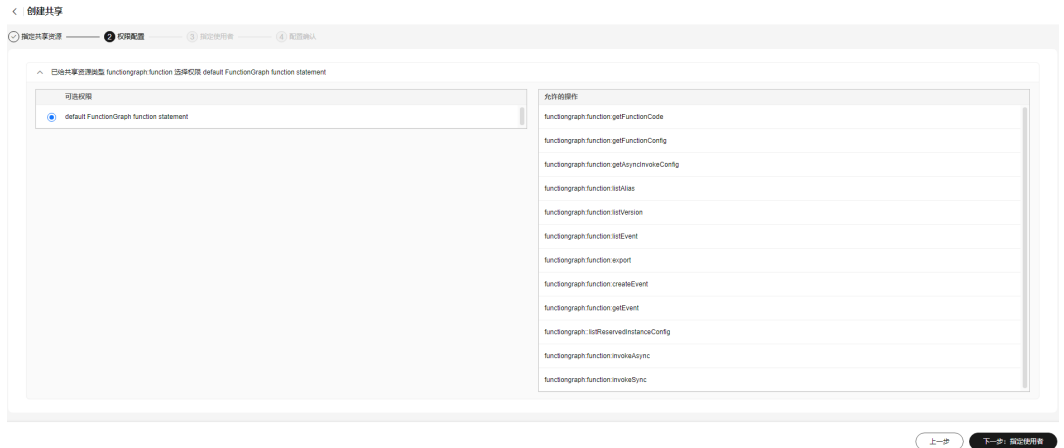 创建共享
指定共享资源 2 权限配置 3 指定使用者 4 配置确认
已给共享资源类型 functiongraph:function 选择权限 default FunctionGraph function statement
可选权限
default FunctionGraph function statement
允许的操作
functiongraph:function:getFunctionCode
functiongraph:function:getFunctionConfig
functiongraph:function:getAsyncInvokeConfig
functiongraph:function:listAlias
functiongraph:function:listVersion
functiongraph:function:listEvent
functiongraph:function:export
functiongraph:function:createEvent
functiongraph:function:getEvent
functiongraph::listReservedInstanceConfig
functiongraph:function:invokeAsync
functiongraph:function:invokeSync
上一步 下一步：指定使用者